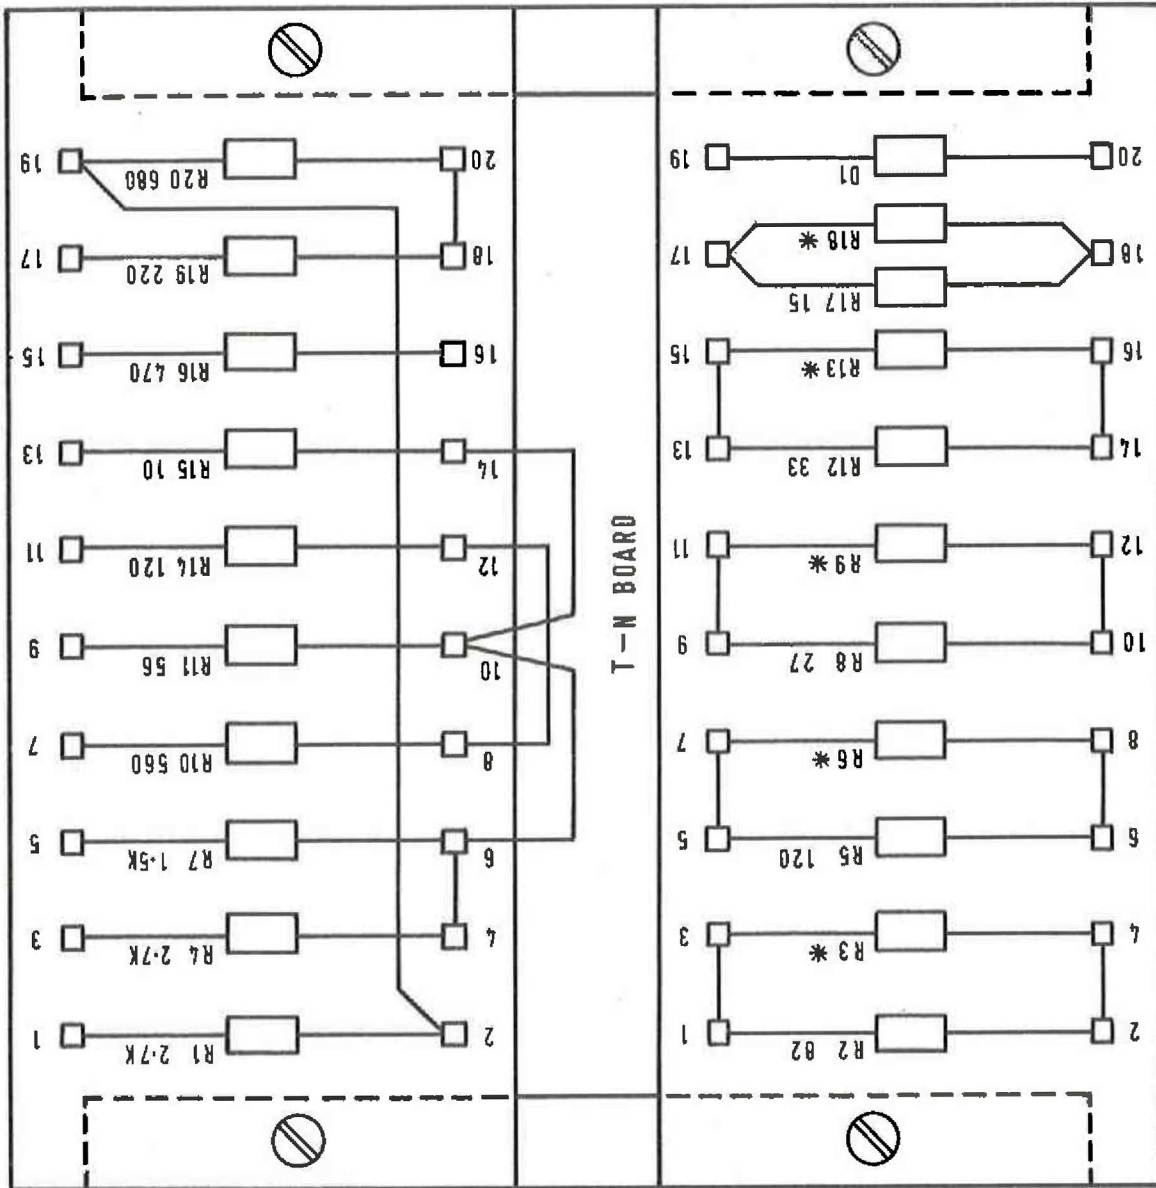 2 R2 82 1 2 R1 2·7K 1
4 R3 * 3 4 R4 2·7K 3
6 R5 120 5 6 R7 1·5K 5
8 R6 * 7 8 R10 560 7
10 R8 27 9 10 R11 56 9
12 R9 * 11 12 R14 120 11
T-N BOARD
14 R12 33 13 14 R15 10 13
16 R13 * 15 16 R16 470 15
R17 15
18 R18 * 17 18 R19 220 17
20 D1 19 20 R20 680 19